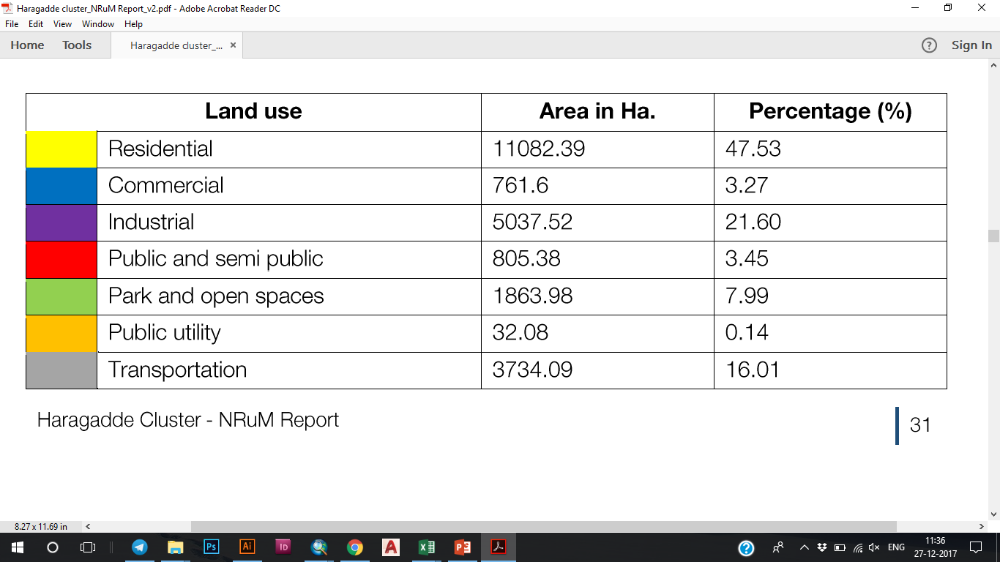 Haragadde cluster_NRuM Report_v2.pdf - Adobe Acrobat Reader DC
File Edit View Window Help
Home Tools Haragadde cluster_... × ? Sign In
Land use Area in Ha. Percentage (%)
Residential 11082.39 47.53
Commercial 761.6 3.27
Industrial 5037.52 21.60
Public and semi public 805.38 3.45
Park and open spaces 1863.98 7.99
Public utility 32.08 0.14
Transportation 3734.09 16.01
Haragadde Cluster - NRuM Report 31
8.27 x 11.69 in
Ps Ai Id ? ENG 11:36
27-12-2017